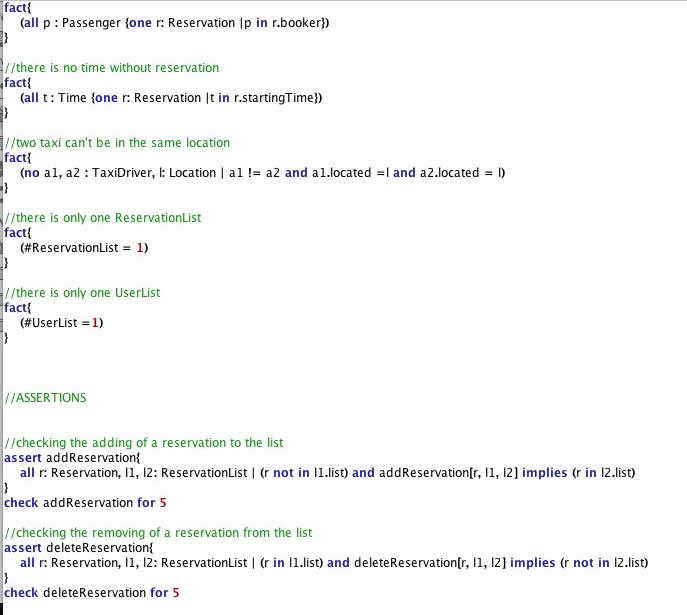 fact{
(all p : Passenger {one r: Reservation |p in r.booker})
}
//there is no time without reservation
fact{
(all t : Time {one r: Reservation |t in r.startingTime})
}
//two taxi can't be in the same location
fact{
(no a1, a2 : TaxiDriver, l: Location | a1 != a2 and a1.located =l and a2.located = l)
}
//there is only one ReservationList
fact{
(#ReservationList = 1)
}
//there is only one UserList
fact{
(#UserList =1)
}
//ASSERTIONS
//checking the adding of a reservation to the list
assert addReservation{
all r: Reservation, l1, l2: ReservationList | (r not in l1.list) and addReservation[r, l1, l2] implies (r in l2.list)
}
check addReservation for 5
//checking the removing of a reservation from the list
assert deleteReservation{
all r: Reservation, l1, l2: ReservationList | (r in l1.list) and deleteReservation[r, l1, l2] implies (r not in l2.list)
}
check deleteReservation for 5